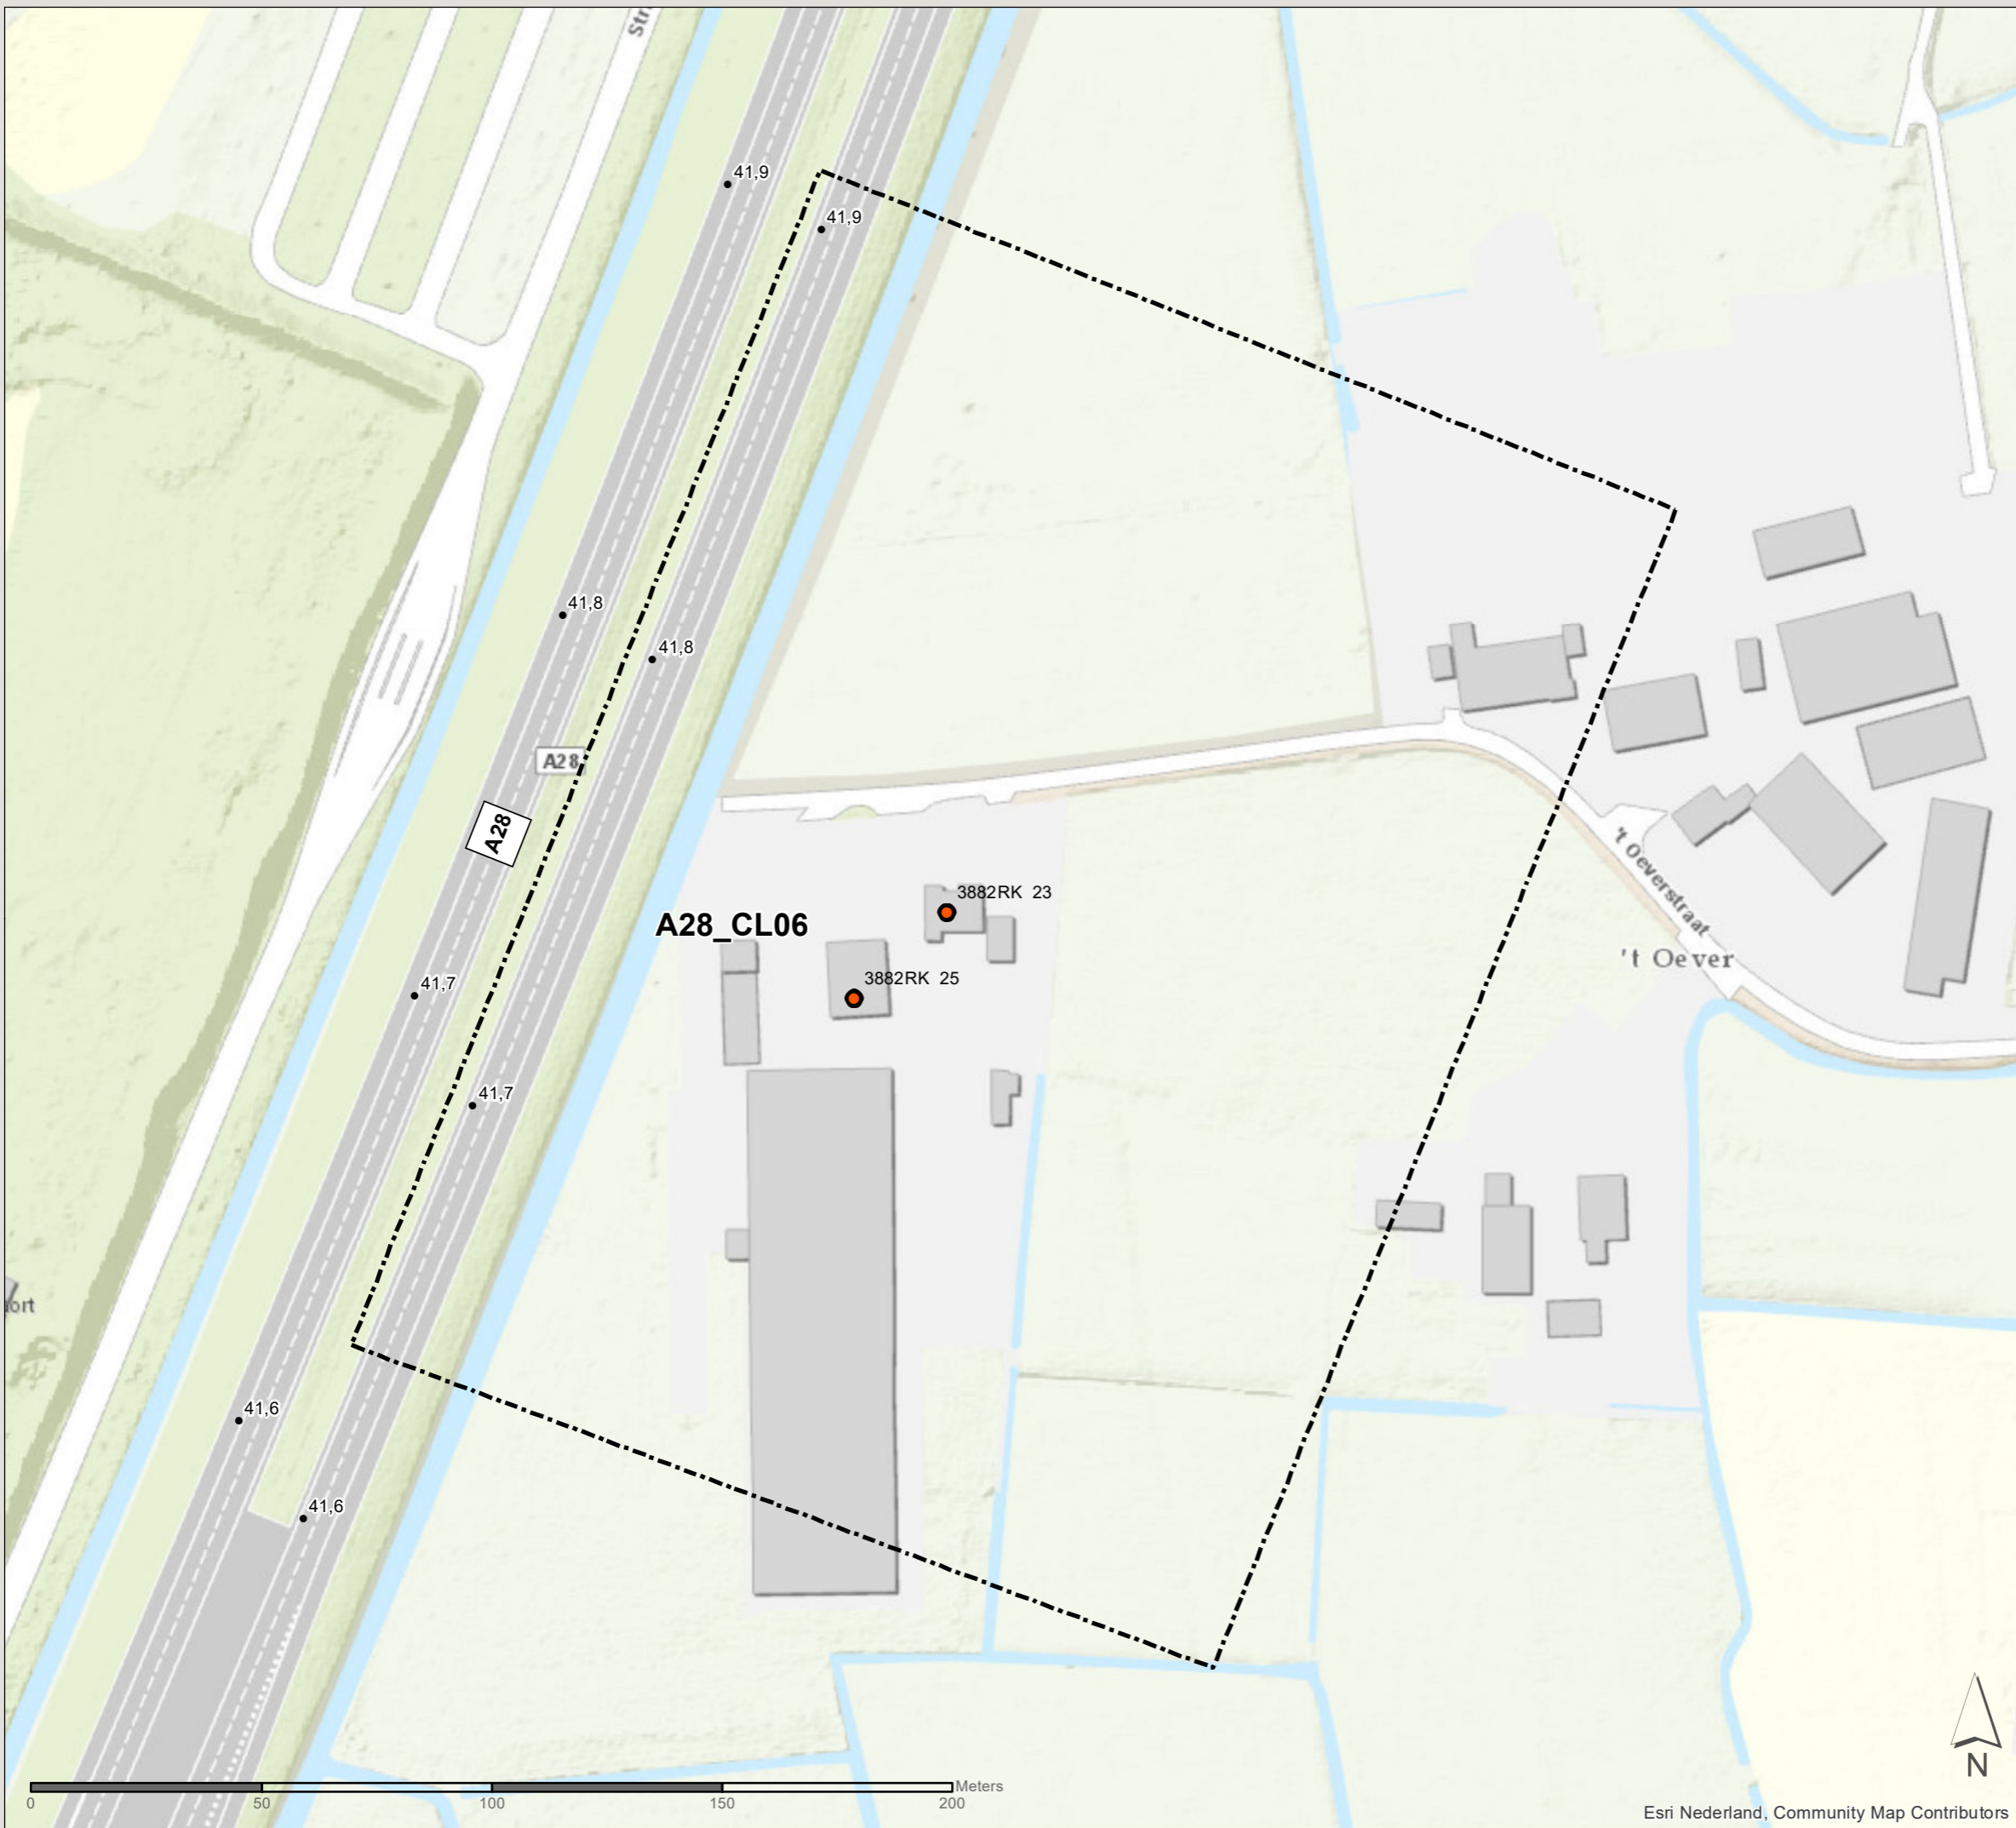 41,9
41,9
41,8
41,8
A28
A28
3882RK 23
A28_CL06
't Oeverstraat
't Oever
3882RK 25
41,7
41,7
41,6
41,6
Meters
0 50 100 150 200
N
Esri Nederland, Community Map Contributors